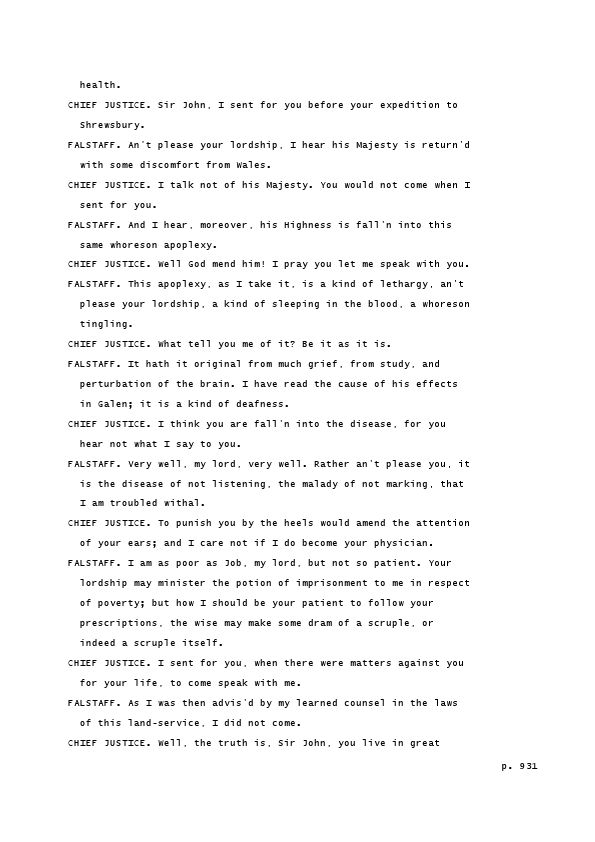 health.
CHIEF JUSTICE. Sir John, I sent for you before your expedition to
Shrewsbury.
FALSTAFF. An't please your lordship, I hear his Majesty is return'd
with some discomfort from Wales.
CHIEF JUSTICE. I talk not of his Majesty. You would not come when I
sent for you.
FALSTAFF. And I hear, moreover, his Highness is fall'n into this
same whoreson apoplexy.
CHIEF JUSTICE. Well God mend him! I pray you let me speak with you.
FALSTAFF. This apoplexy, as I take it, is a kind of lethargy, an't
please your lordship, a kind of sleeping in the blood, a whoreson
tingling.
CHIEF JUSTICE. What tell you me of it? Be it as it is.
FALSTAFF. It hath it original from much grief, from study, and
perturbation of the brain. I have read the cause of his effects
in Galen; it is a kind of deafness.
CHIEF JUSTICE. I think you are fall'n into the disease, for you
hear not what I say to you.
FALSTAFF. Very well, my lord, very well. Rather an't please you, it
is the disease of not listening, the malady of not marking, that
I am troubled withal.
CHIEF JUSTICE. To punish you by the heels would amend the attention
of your ears; and I care not if I do become your physician.
FALSTAFF. I am as poor as Job, my lord, but not so patient. Your
lordship may minister the potion of imprisonment to me in respect
of poverty; but how I should be your patient to follow your
prescriptions, the wise may make some dram of a scruple, or
indeed a scruple itself.
CHIEF JUSTICE. I sent for you, when there were matters against you
for your life, to come speak with me.
FALSTAFF. As I was then advis'd by my learned counsel in the laws
of this land-service, I did not come.
CHIEF JUSTICE. Well, the truth is, Sir John, you live in great
p. 931